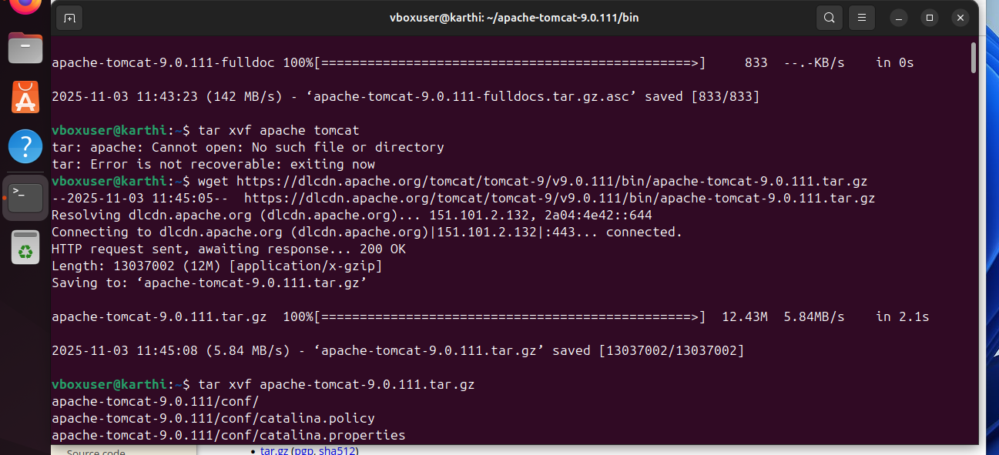 vboxuser@karthi: ~/apache-tomcat-9.0.111/bin
apache-tomcat-9.0.111-fulldoc 100%[================================================>]     833  --.-KB/s    in 0s
2025-11-03 11:43:23 (142 MB/s) - ‘apache-tomcat-9.0.111-fulldocs.tar.gz.asc’ saved [833/833]
vboxuser@karthi:~$ tar xvf apache tomcat
tar: apache: Cannot open: No such file or directory
tar: Error is not recoverable: exiting now
vboxuser@karthi:~$ wget https://dlcdn.apache.org/tomcat/tomcat-9/v9.0.111/bin/apache-tomcat-9.0.111.tar.gz
--2025-11-03 11:45:05--  https://dlcdn.apache.org/tomcat/tomcat-9/v9.0.111/bin/apache-tomcat-9.0.111.tar.gz
Resolving dlcdn.apache.org (dlcdn.apache.org)... 151.101.2.132, 2a04:4e42::644
Connecting to dlcdn.apache.org (dlcdn.apache.org)|151.101.2.132|:443... connected.
HTTP request sent, awaiting response... 200 OK
Length: 13037002 (12M) [application/x-gzip]
Saving to: ‘apache-tomcat-9.0.111.tar.gz’
apache-tomcat-9.0.111.tar.gz  100%[================================================>]  12.43M  5.84MB/s    in 2.1s
2025-11-03 11:45:08 (5.84 MB/s) - ‘apache-tomcat-9.0.111.tar.gz’ saved [13037002/13037002]
vboxuser@karthi:~$ tar xvf apache-tomcat-9.0.111.tar.gz
apache-tomcat-9.0.111/conf/
apache-tomcat-9.0.111/conf/catalina.policy
apache-tomcat-9.0.111/conf/catalina.properties
Source code
• tar.gz (pgp, sha512)